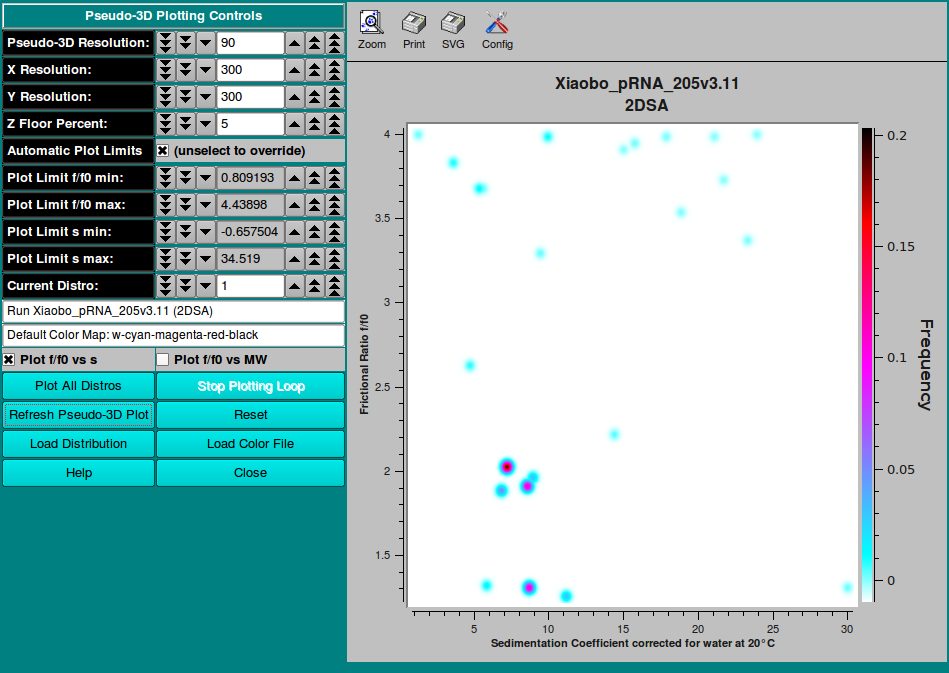 Pseudo-3D Plotting Controls
Pseudo-3D Resolution: 90
X Resolution: 300
Y Resolution: 300
Z Floor Percent: 5
Automatic Plot Limits (unselect to override)
Plot Limit f/f0 min: 0.809193
Plot Limit f/f0 max: 4.43898
Plot Limit s min: -0.657504
Plot Limit s max: 34.519
Current Distro: 1
Run Xiaobo_pRNA_205v3.11 (2DSA)
Default Color Map: w-cyan-magenta-red-black
Plot f/f0 vs s Plot f/f0 vs MW
Plot All Distros Stop Plotting Loop
Refresh Pseudo-3D Plot Reset
Load Distribution Load Color File
Help Close
Zoom Print SVG Config
Xiaobo_pRNA_205v3.11
2DSA
Frictional Ratio f/f0
4
3.5
3
2.5
2
1.5
5 10 15 20 25 30
Sedimentation Coefficient corrected for water at 20°C
0.2
0.15
0.1
0.05
0
Frequency